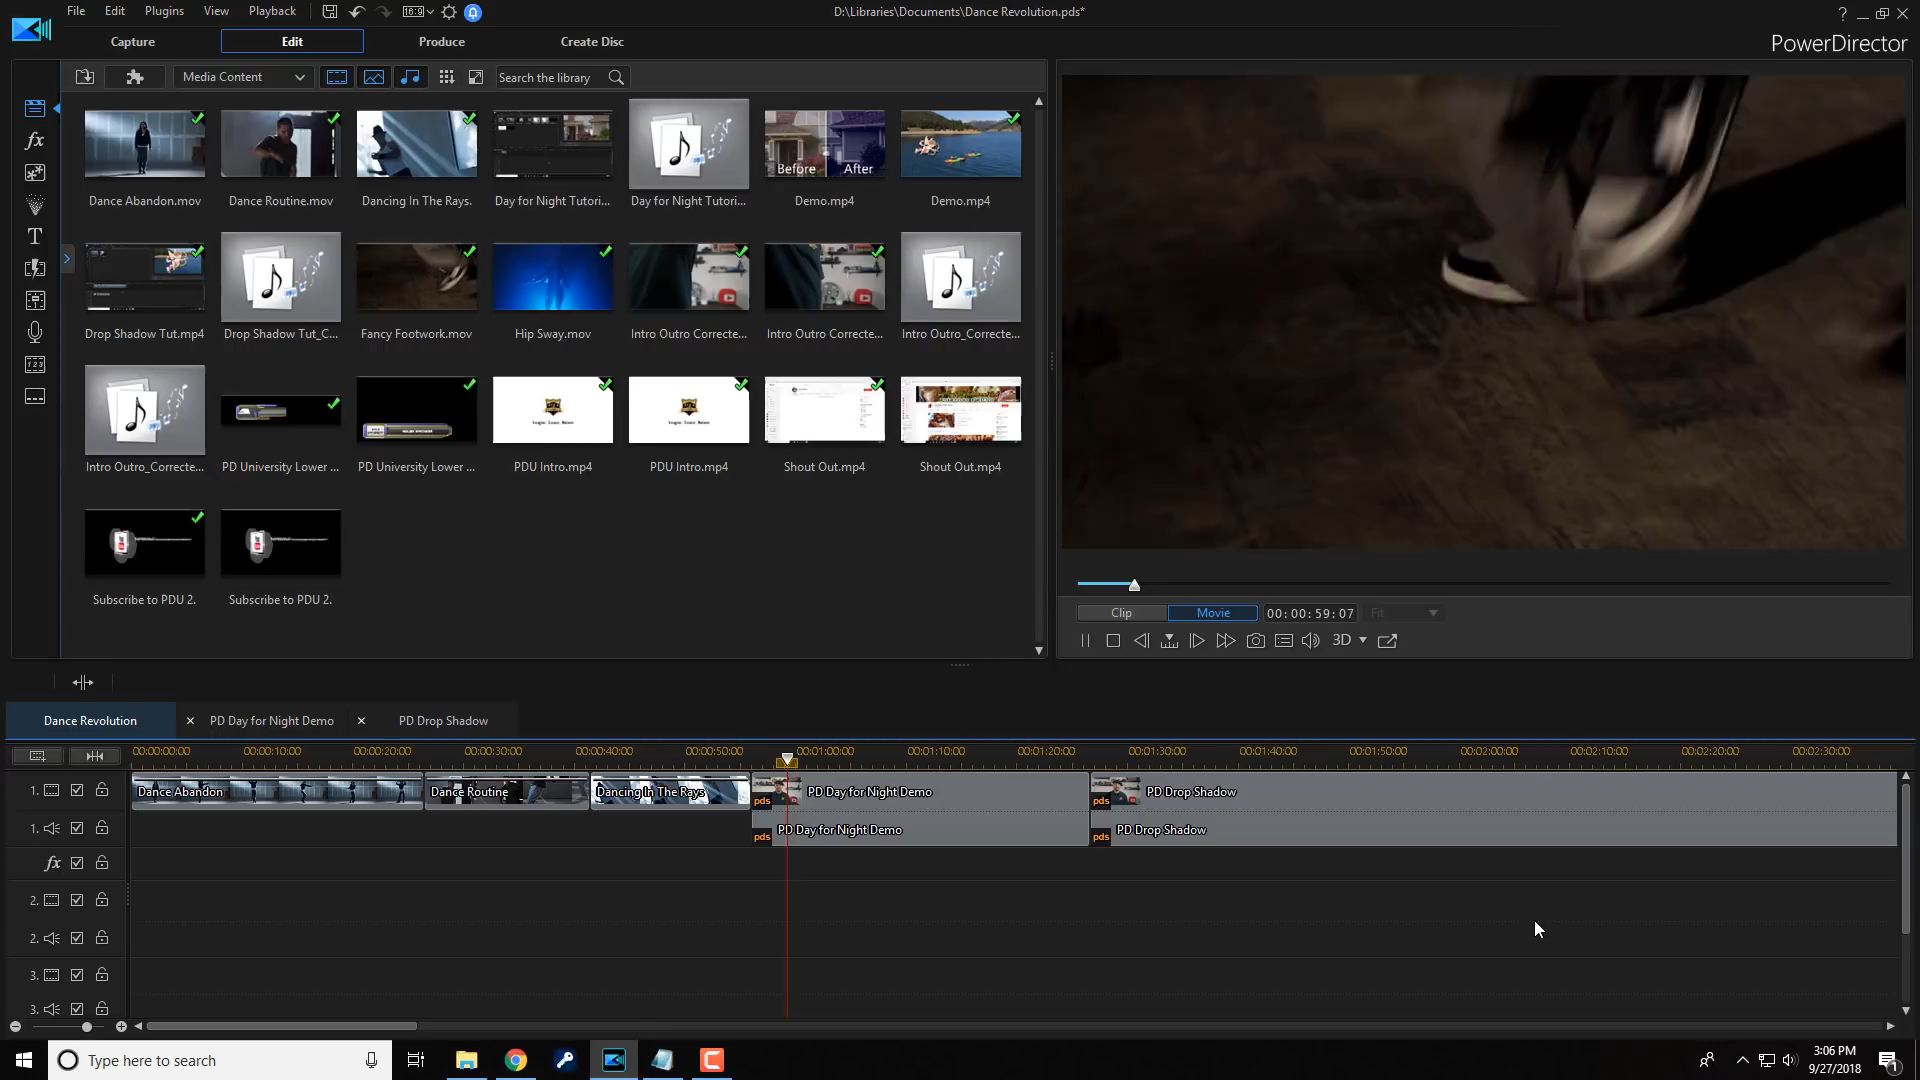 File Edit Plugins View Playback 16:9 D:\Libraries\Documents\Dance Revolution.pds* ?
Capture Edit Produce Create Disc PowerDirector
Media Content Search the library
Before After
Dance Abandon.mov Dance Routine.mov Dancing In The Rays. Day for Night Tutori... Day for Night Tutori... Demo.mp4 Demo.mp4
fx
T
Drop Shadow Tut.mp4 Drop Shadow Tut_C... Fancy Footwork.mov Hip Sway.mov Intro Outro Correcte... Intro Outro Correcte... Intro Outro_Correcte...
Intro Outro_Correcte... PD University Lower ... PD University Lower ... PDU Intro.mp4 PDU Intro.mp4 Shout Out.mp4 Shout Out.mp4
Subscribe to PDU 2. Subscribe to PDU 2.
Clip Movie 00:00:59:07 Fit
3D
Dance Revolution PD Day for Night Demo PD Drop Shadow
00:00:00:00 00:00:10:00 00:00:20:00 00:00:30:00 00:00:40:00 00:00:50:00 00:01:00:00 00:01:10:00 00:01:20:00 00:01:30:00 00:01:40:00 00:01:50:00 00:02:00:00 00:02:10:00 00:02:20:00 00:02:30:00
1. Dance Abandon Dance Routine Dancing In The Rays pds PD Day for Night Demo pds PD Drop Shadow
1. pds PD Day for Night Demo pds PD Drop Shadow
fx
2.
2.
3.
3.
Type here to search 3:06 PM
9/27/2018 1